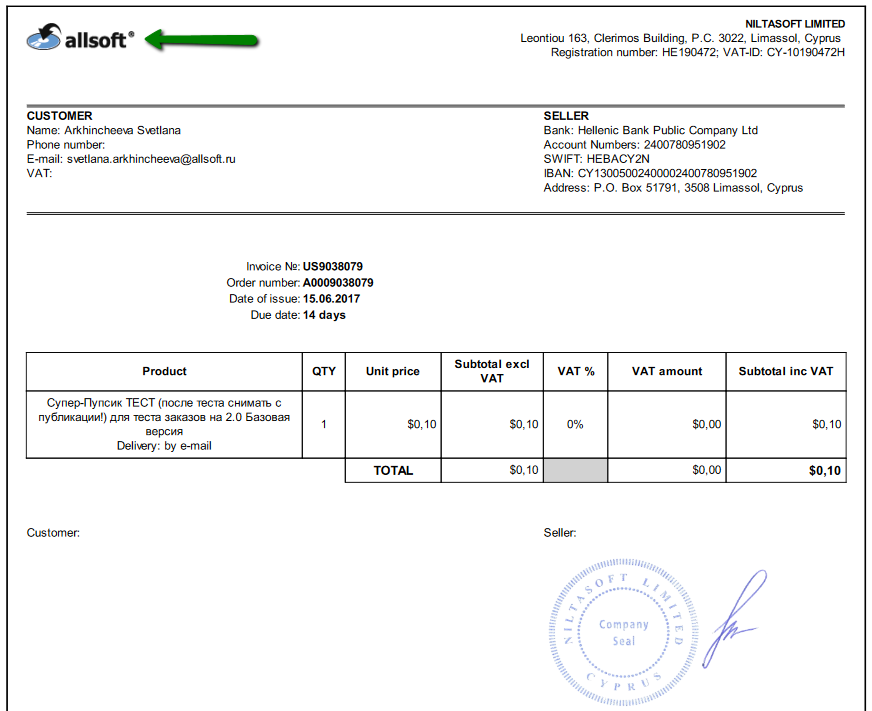 allsoft®
NILTASOFT LIMITED
Leontiou 163, Clerimos Building, P.C. 3022, Limassol, Cyprus
Registration number: HE190472; VAT-ID: CY-10190472H
CUSTOMER
Name: Arkhincheeva Svetlana
Phone number:
E-mail: svetlana.arkhincheeva@allsoft.ru
VAT:
SELLER
Bank: Hellenic Bank Public Company Ltd
Account Numbers: 2400780951902
SWIFT: HEBACY2N
IBAN: CY13005002400002400780951902
Address: P.O. Box 51791, 3508 Limassol, Cyprus
Invoice №: US9038079
Order number: A0009038079
Date of issue: 15.06.2017
Due date: 14 days
Product QTY Unit price Subtotal excl VAT VAT % VAT amount Subtotal inc VAT
Супер-Пупсик ТЕСТ (после теста снимать с
публикации!) для теста заказов на 2.0 Базовая
версия
Delivery: by e-mail
1 $0,10 $0,10 0% $0,00 $0,10
TOTAL $0,10 $0,00 $0,10
Customer:
Seller:
NILTASOFT LIMITED
Company
Seal
CYPRUS